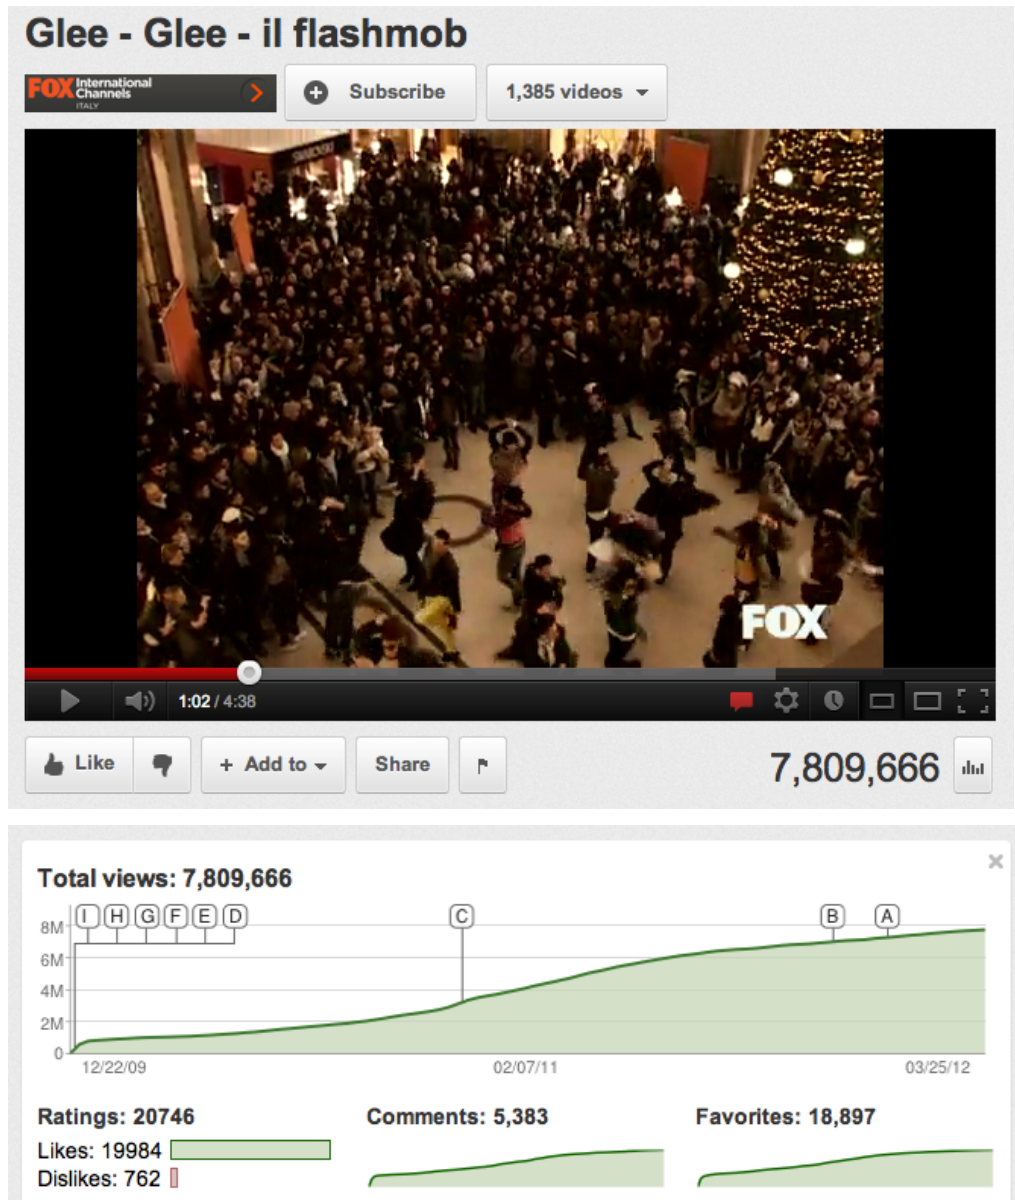 Glee - Glee - il flashmob
FOX International Channels ITALY
Subscribe
1,385 videos
SWAROVSKI
FOX
1:02 / 4:38
Like
+ Add to
Share
7,809,666
Total views: 7,809,666
I H G F E D C B A
8M
6M
4M
2M
0
12/22/09 02/07/11 03/25/12
Ratings: 20746
Likes: 19984
Dislikes: 762
Comments: 5,383
Favorites: 18,897